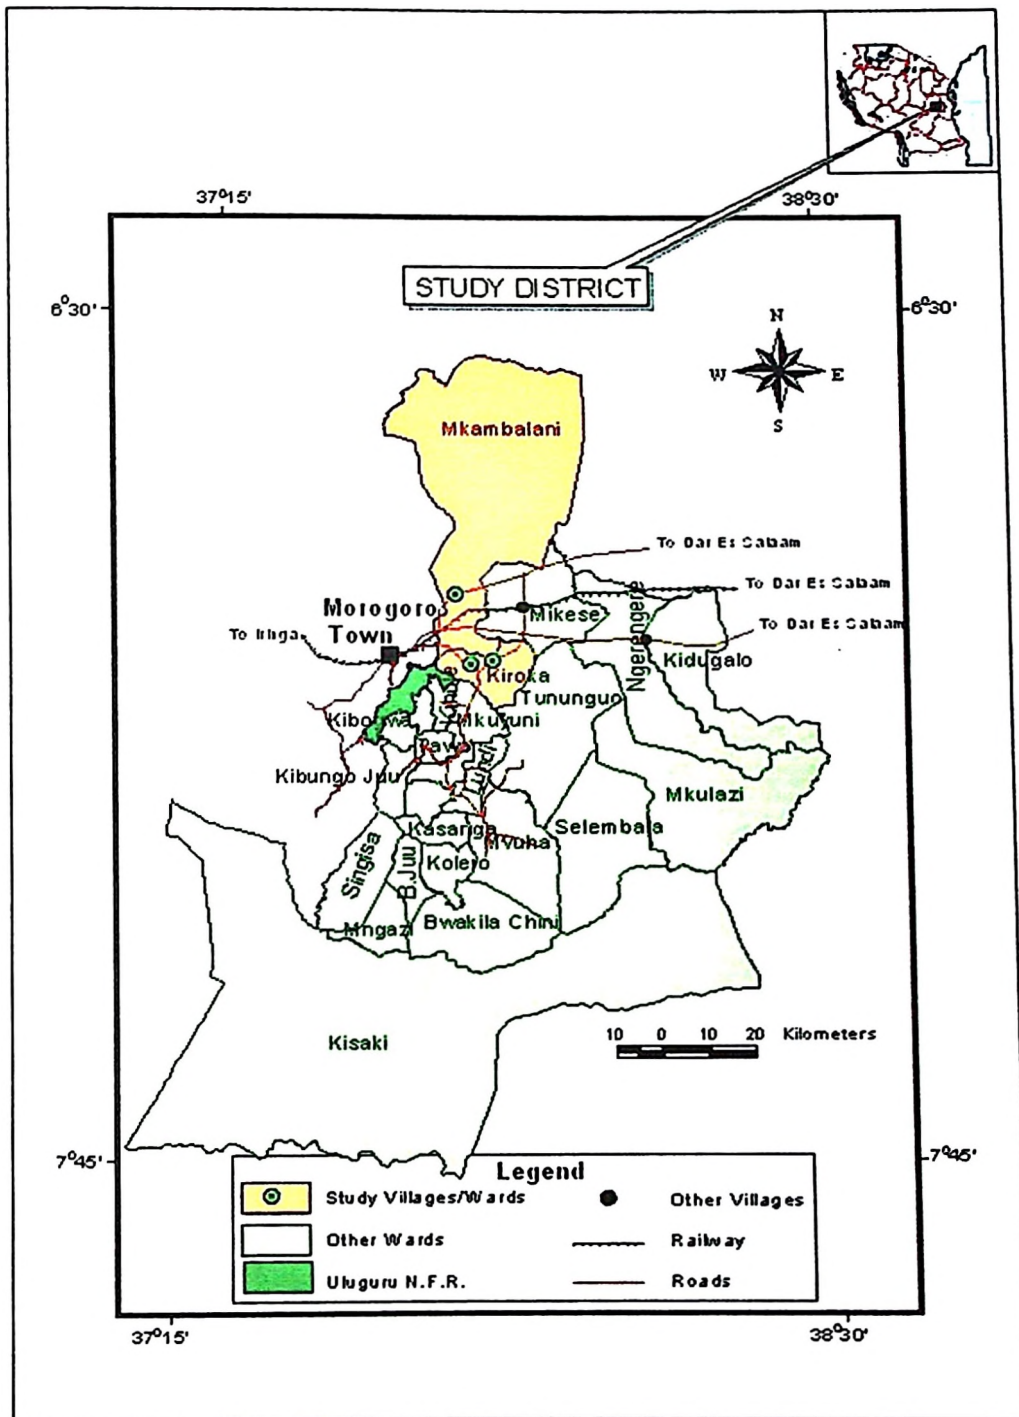 37°15'
38°30'
STUDY DISTRICT
6°30'
6°30'
N
W
E
S
Mkambalani
To Dar Es Salaam
To Dar Es Salaam
Morogoro
Town
Mikese
Ngerengere
To Dar Es Salaam
Kidugalo
Kiroka
Tununguo
Mkuyuni
Kibungo Juu
Lundi
Mkulazi
Selembala
Kasanga
Mvuha
Kolero
Singisa
B.Juu
Mngazi
Bwakila Chini
Kisaki
10 0 10 20 Kilometers
7°45'
7°45'
Legend
Study Villages/Wards
Other Villages
Other Wards
Railway
Uluguru N.F.R.
Roads
37°15'
38°30'